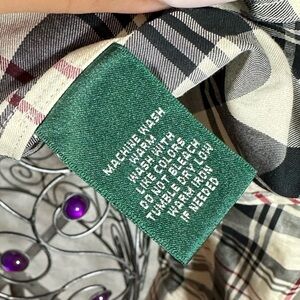 MACHINE WASH
WARM
WASH WITH
LIKE COLORS
DO NOT BLEACH
TUMBLE DRY LOW
WARM IRON
IF NEEDED